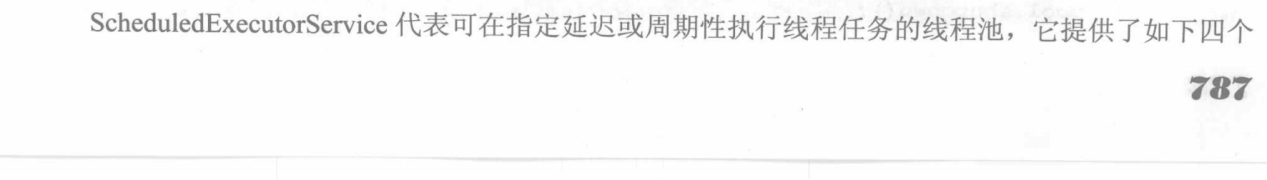 ScheduledExecutorService 代表可在指定延迟或周期性执行线程任务的线程池，它提供了如下四个
787